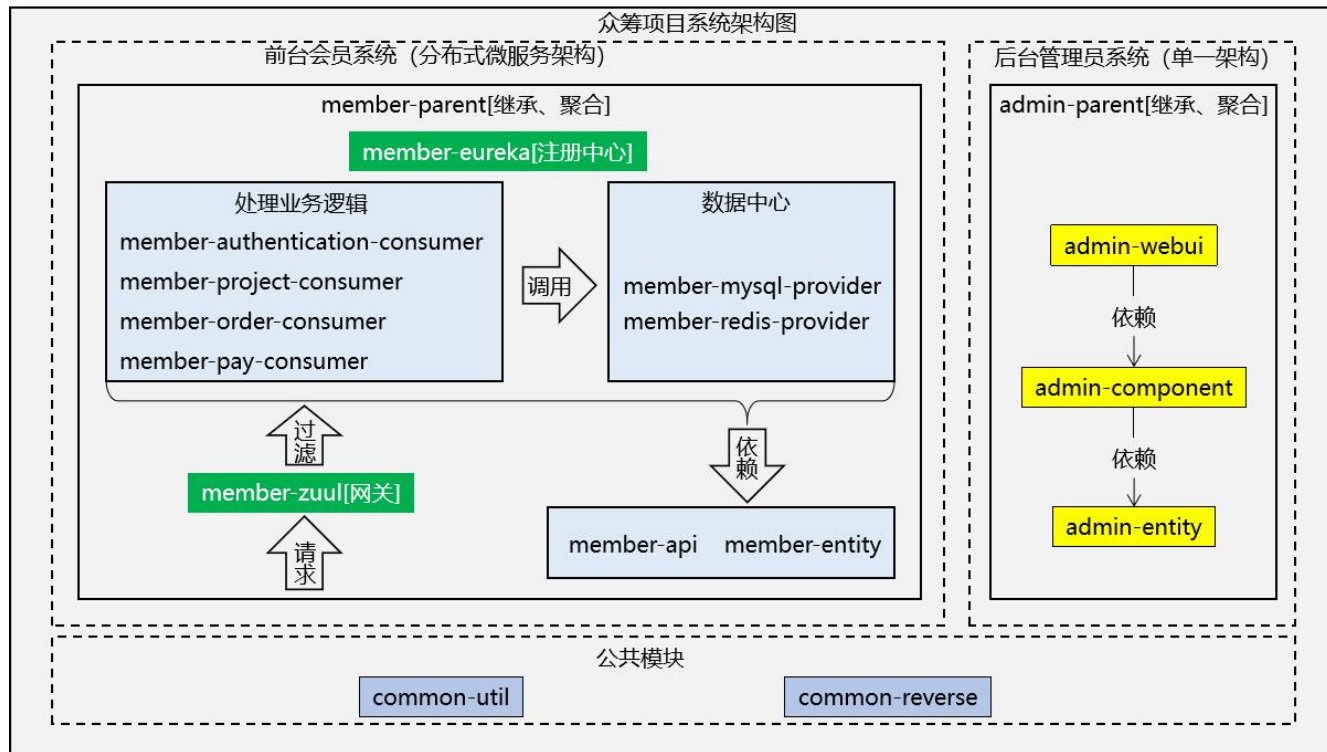 众筹项目系统架构图
前台会员系统（分布式微服务架构）
member-parent[继承、聚合]
member-eureka[注册中心]
处理业务逻辑
member-authentication-consumer
member-project-consumer
member-order-consumer
member-pay-consumer
调用
数据中心
member-mysql-provider
member-redis-provider
过滤
依赖
member-zuul[网关]
请求
member-api member-entity
后台管理员系统（单一架构）
admin-parent[继承、聚合]
admin-webui
依赖
admin-component
依赖
admin-entity
公共模块
common-util
common-reverse